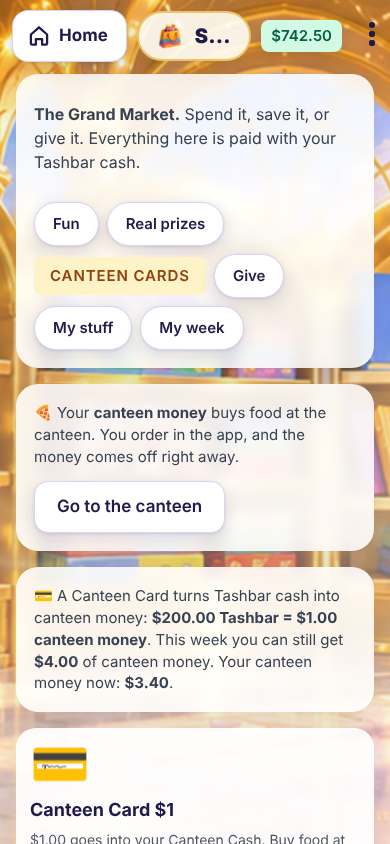 Home
S...
$742.50
The Grand Market. Spend it, save it, or
give it. Everything here is paid with your
Tashbar cash.
Fun
Real prizes
CANTEEN CARDS
Give
My stuff
My week
Your canteen money buys food at the
canteen. You order in the app, and the
money comes off right away.
Go to the canteen
A Canteen Card turns Tashbar cash into
canteen money: $200.00 Tashbar = $1.00
canteen money. This week you can still get
$4.00 of canteen money. Your canteen
money now: $3.40.
Canteen Card $1
$1.00 goes into your Canteen Cash. Buy food at